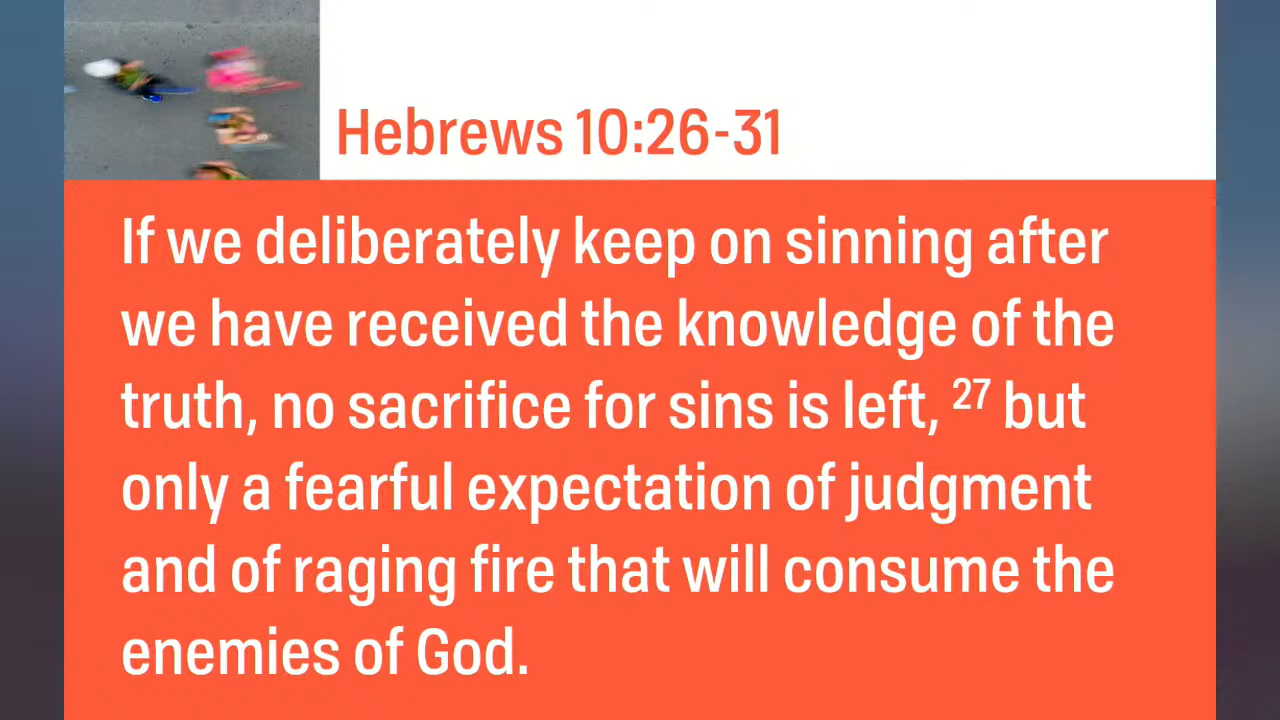 Hebrews 10:26-31
If we deliberately keep on sinning after
we have received the knowledge of the
truth, no sacrifice for sins is left, 27 but
only a fearful expectation of judgment
and of raging fire that will consume the
enemies of God.